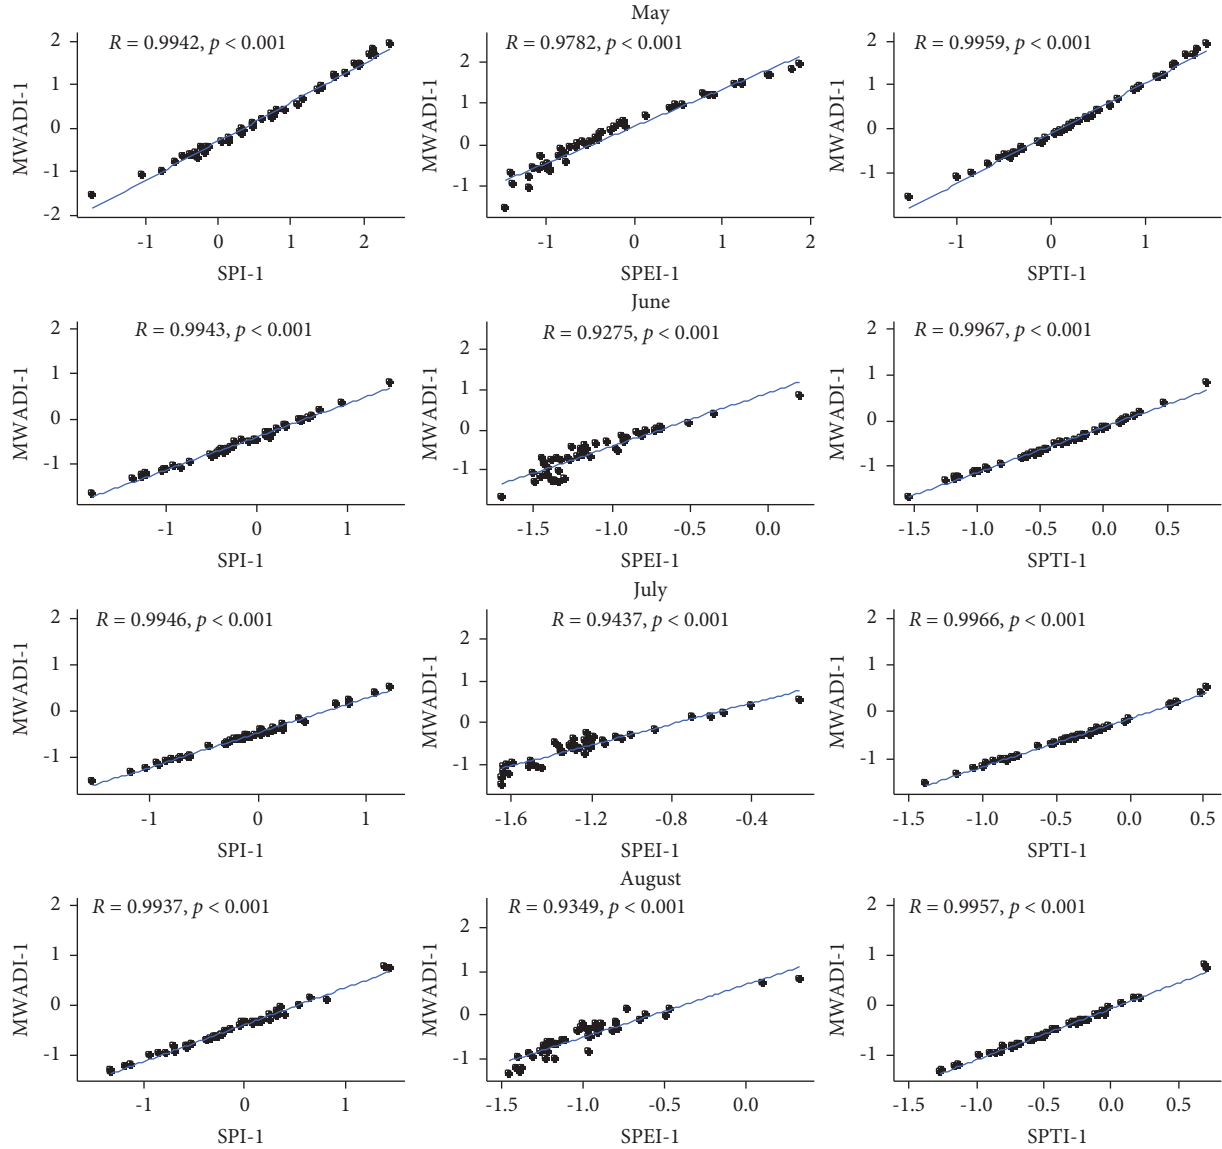 May
R = 0.9942, p < 0.001
MWADI-1
2
1
0
-1
-2
-1 0 1 2
SPI-1
R = 0.9782, p < 0.001
MWADI-1
2
1
0
-1
-1 0 1 2
SPEI-1
R = 0.9959, p < 0.001
MWADI-1
2
1
0
-1
-1 0 1
SPTI-1
June
R = 0.9943, p < 0.001
MWADI-1
2
1
0
-1
-1 0 1
SPI-1
R = 0.9275, p < 0.001
MWADI-1
2
1
0
-1
-1.5 -1.0 -0.5 0.0
SPEI-1
R = 0.9967, p < 0.001
MWADI-1
2
1
0
-1
-1.5 -1.0 -0.5 0.0 0.5
SPTI-1
July
R = 0.9946, p < 0.001
MWADI-1
2
1
0
-1
-1 0 1
SPI-1
R = 0.9437, p < 0.001
MWADI-1
2
1
0
-1
-1.6 -1.2 -0.8 -0.4
SPEI-1
R = 0.9966, p < 0.001
MWADI-1
2
1
0
-1
-1.5 -1.0 -0.5 0.0 0.5
SPTI-1
August
R = 0.9937, p < 0.001
MWADI-1
2
1
0
-1
-1 0 1
SPI-1
R = 0.9349, p < 0.001
MWADI-1
2
1
0
-1
-1.5 -1.0 -0.5 0.0
SPEI-1
R = 0.9957, p < 0.001
MWADI-1
2
1
0
-1
-1.5 -1.0 -0.5 0.0 0.5
SPTI-1